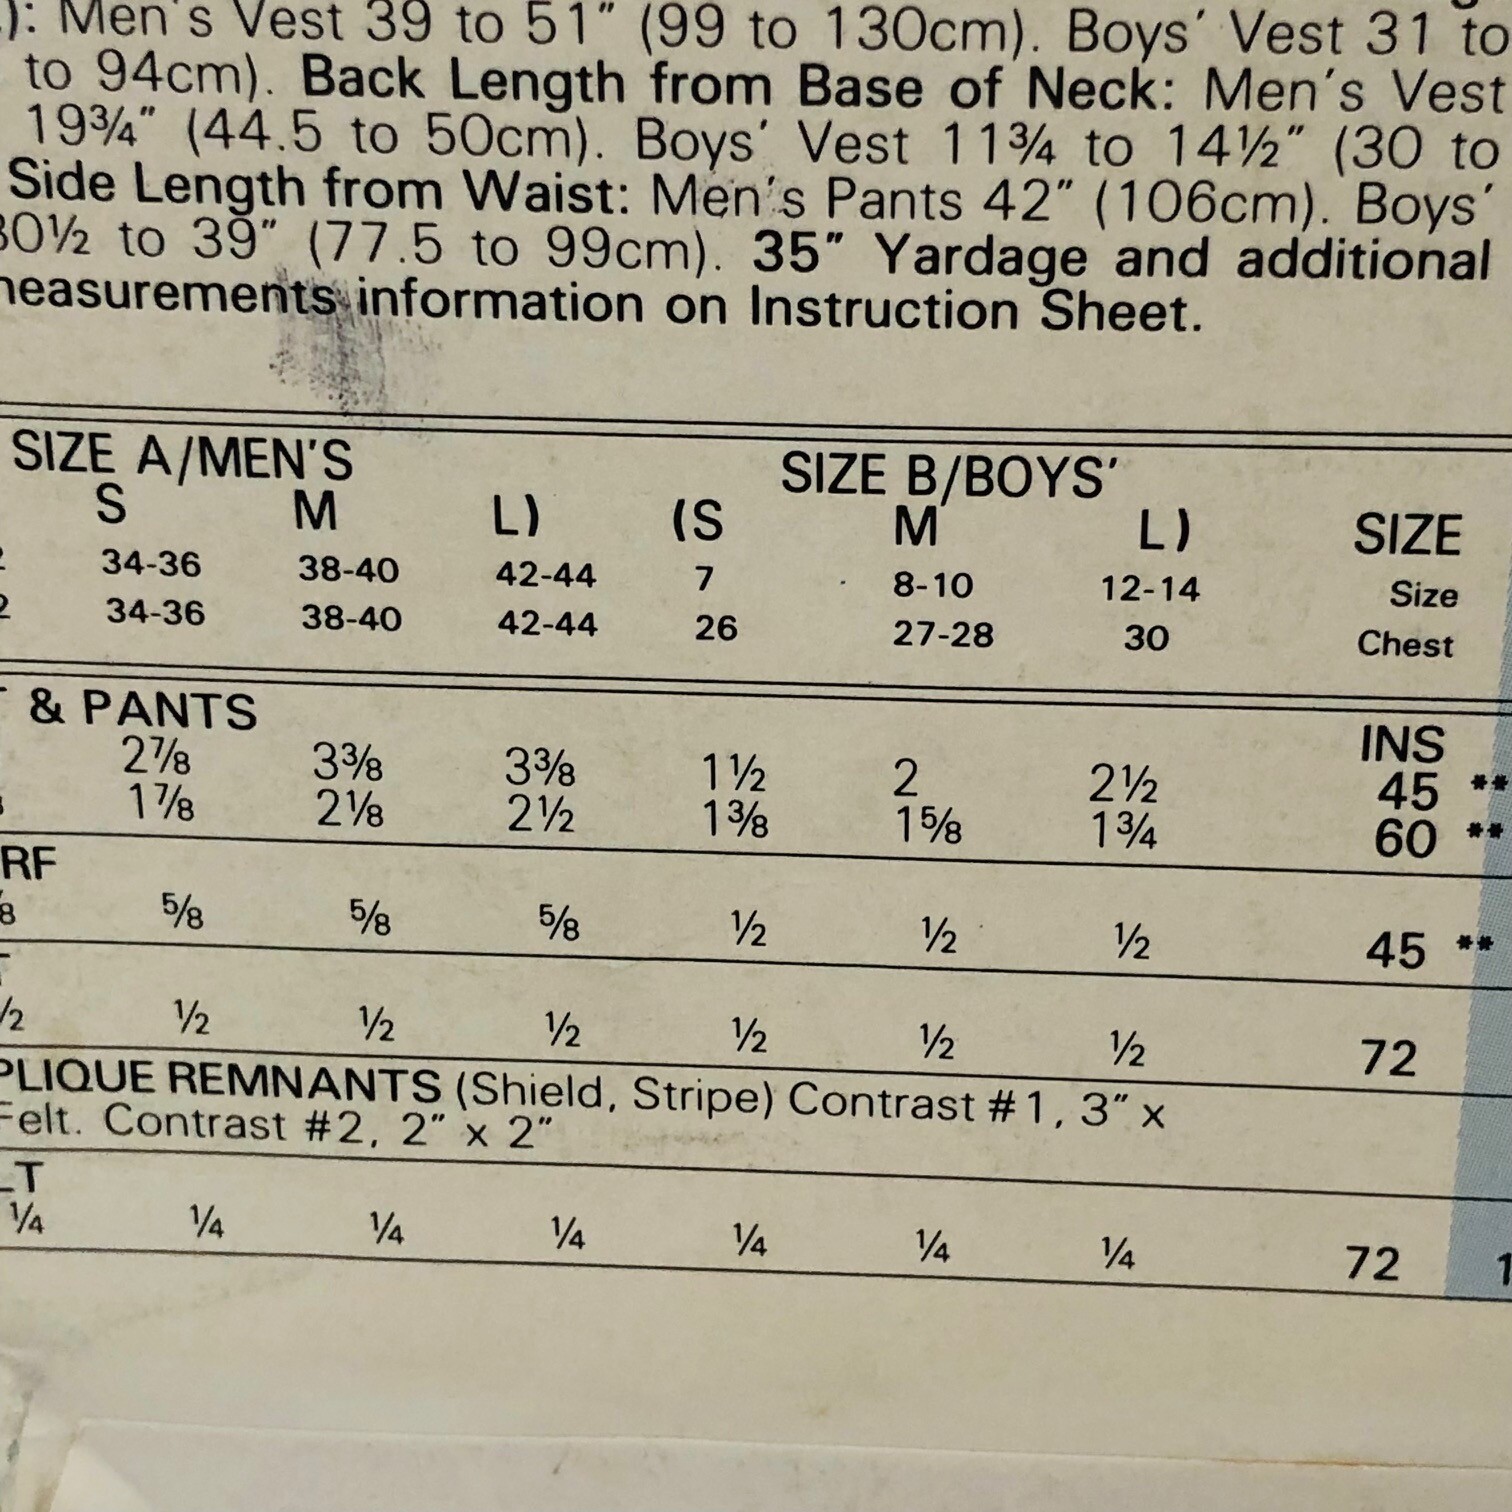 ): Men's Vest 39 to 51" (99 to 130cm). Boys' Vest 31 to
to 94cm). Back Length from Base of Neck: Men's Vest
19¾" (44.5 to 50cm). Boys' Vest 11¾ to 14½" (30 to
Side Length from Waist: Men's Pants 42" (106cm). Boys'
30½ to 39" (77.5 to 99cm). 35" Yardage and additional
measurements information on Instruction Sheet.
SIZE A/MEN'S SIZE B/BOYS'
S M L) (S M L) SIZE
34-36 38-40 42-44 7 8-10 12-14 Size
34-36 38-40 42-44 26 27-28 30 Chest
& PANTS INS
2⅞ 3⅜ 3⅜ 1½ 2 2½ 45 **
1⅞ 2⅛ 2½ 1⅜ 1⅝ 1¾ 60 **
RF
⅝ ⅝ ⅝ ½ ½ ½ 45 **
½ ½ ½ ½ ½ ½ 72
PLIQUE REMNANTS (Shield, Stripe) Contrast #1, 3" x
Felt. Contrast #2, 2" x 2"
LT
¼ ¼ ¼ ¼ ¼ ¼ ¼ 72 1